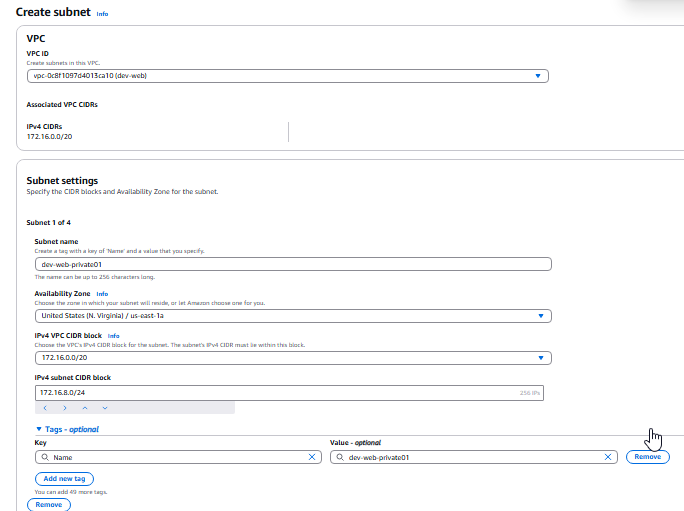 Create subnet Info
VPC
VPC ID
Create subnets in this VPC.
vpc-0c8f1097d4013ca10 (dev-web)
Associated VPC CIDRs
IPv4 CIDRs
172.16.0.0/20
Subnet settings
Specify the CIDR blocks and Availability Zone for the subnet.
Subnet 1 of 4
Subnet name
Create a tag with a key of 'Name' and a value that you specify.
dev-web-private01
The name can be up to 256 characters long.
Availability Zone Info
Choose the zone in which your subnet will reside, or let Amazon choose one for you.
United States (N. Virginia) / us-east-1a
IPv4 VPC CIDR block Info
Choose the VPC's IPv4 CIDR block for the subnet. The subnet's IPv4 CIDR must lie within this block.
172.16.0.0/20
IPv4 subnet CIDR block
172.16.8.0/24 256 IPs
Tags - optional
Key Value - optional
Name dev-web-private01 Remove
Add new tag
You can add 49 more tags.
Remove